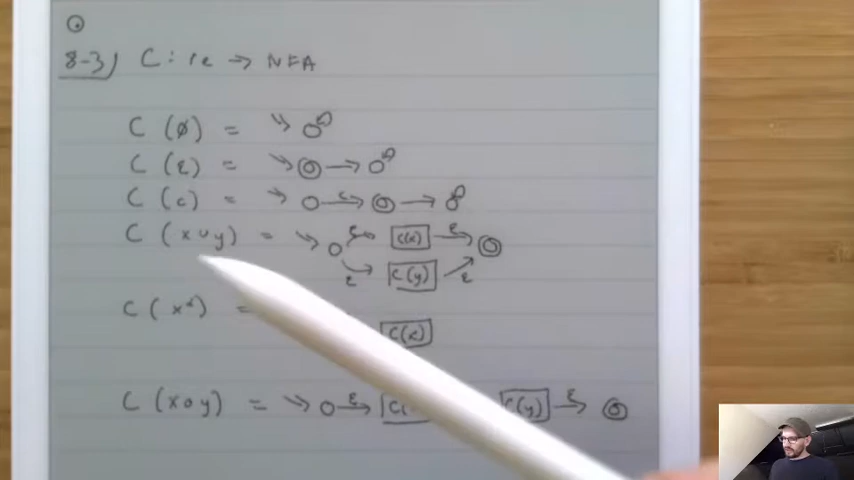 8-3) C : re → NFA
C (∅) =
C (ε) =
C (c) = c
C (x∪y) = ε C(x) ε
ε C(y) ε
C (x*) = C(x)
C (x∘y) = ε C( C(y) ε